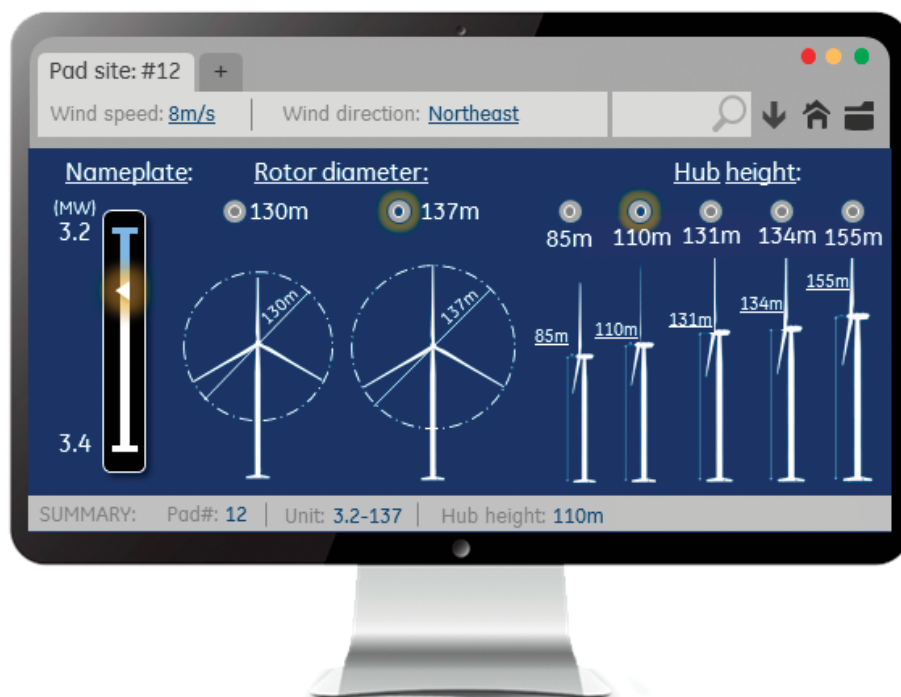 Pad site: #12 +
Wind speed: 8m/s Wind direction: Northeast
Nameplate: Rotor diameter: Hub height:
(MW) 130m 137m
3.2
85m 110m 131m 134m 155m
130m 137m
155m
134m
131m
110m
85m
3.4
SUMMARY: Pad#: 12 Unit: 3.2-137 Hub height: 110m